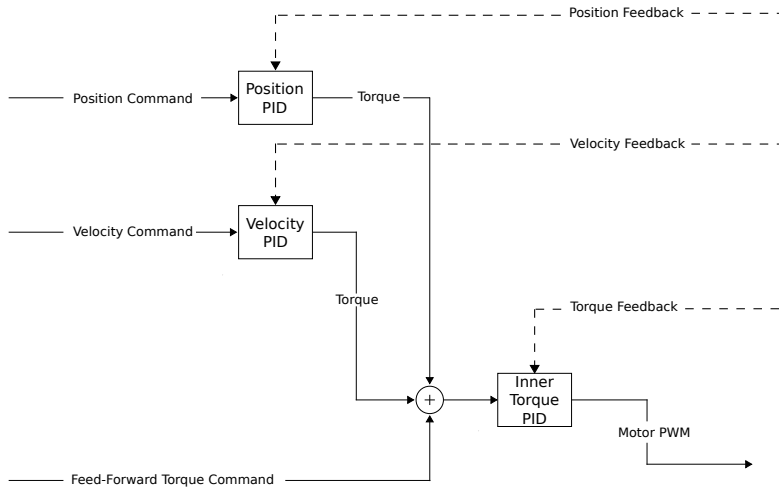 Position Feedback
Position
PID
Position Command
Torque
Velocity Feedback
Velocity
PID
Velocity Command
Torque
Torque Feedback
Inner
Torque
PID
+
Motor PWM
Feed-Forward Torque Command